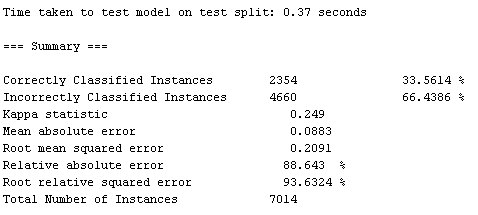 Time taken to test model on test split: 0.37 seconds
=== Summary ===
Correctly Classified Instances 2354 33.5614 %
Incorrectly Classified Instances 4660 66.4386 %
Kappa statistic 0.249
Mean absolute error 0.0883
Root mean squared error 0.2091
Relative absolute error 88.643 %
Root relative squared error 93.6324 %
Total Number of Instances 7014